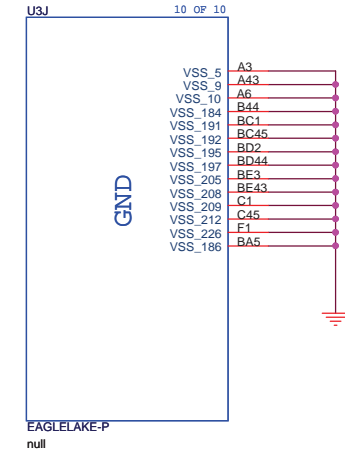 U3J 10 OF 10
VSS_5 A3
VSS_9 A43
VSS_10 A6
VSS_184 B44
VSS_191 BC1
VSS_192 BC45
VSS_195 BD2
VSS_197 BD44
VSS_205 BE3
VSS_208 BE43
VSS_209 C1
VSS_212 C45
VSS_226 F1
VSS_186 BA5
GND
EAGLELAKE-P
null